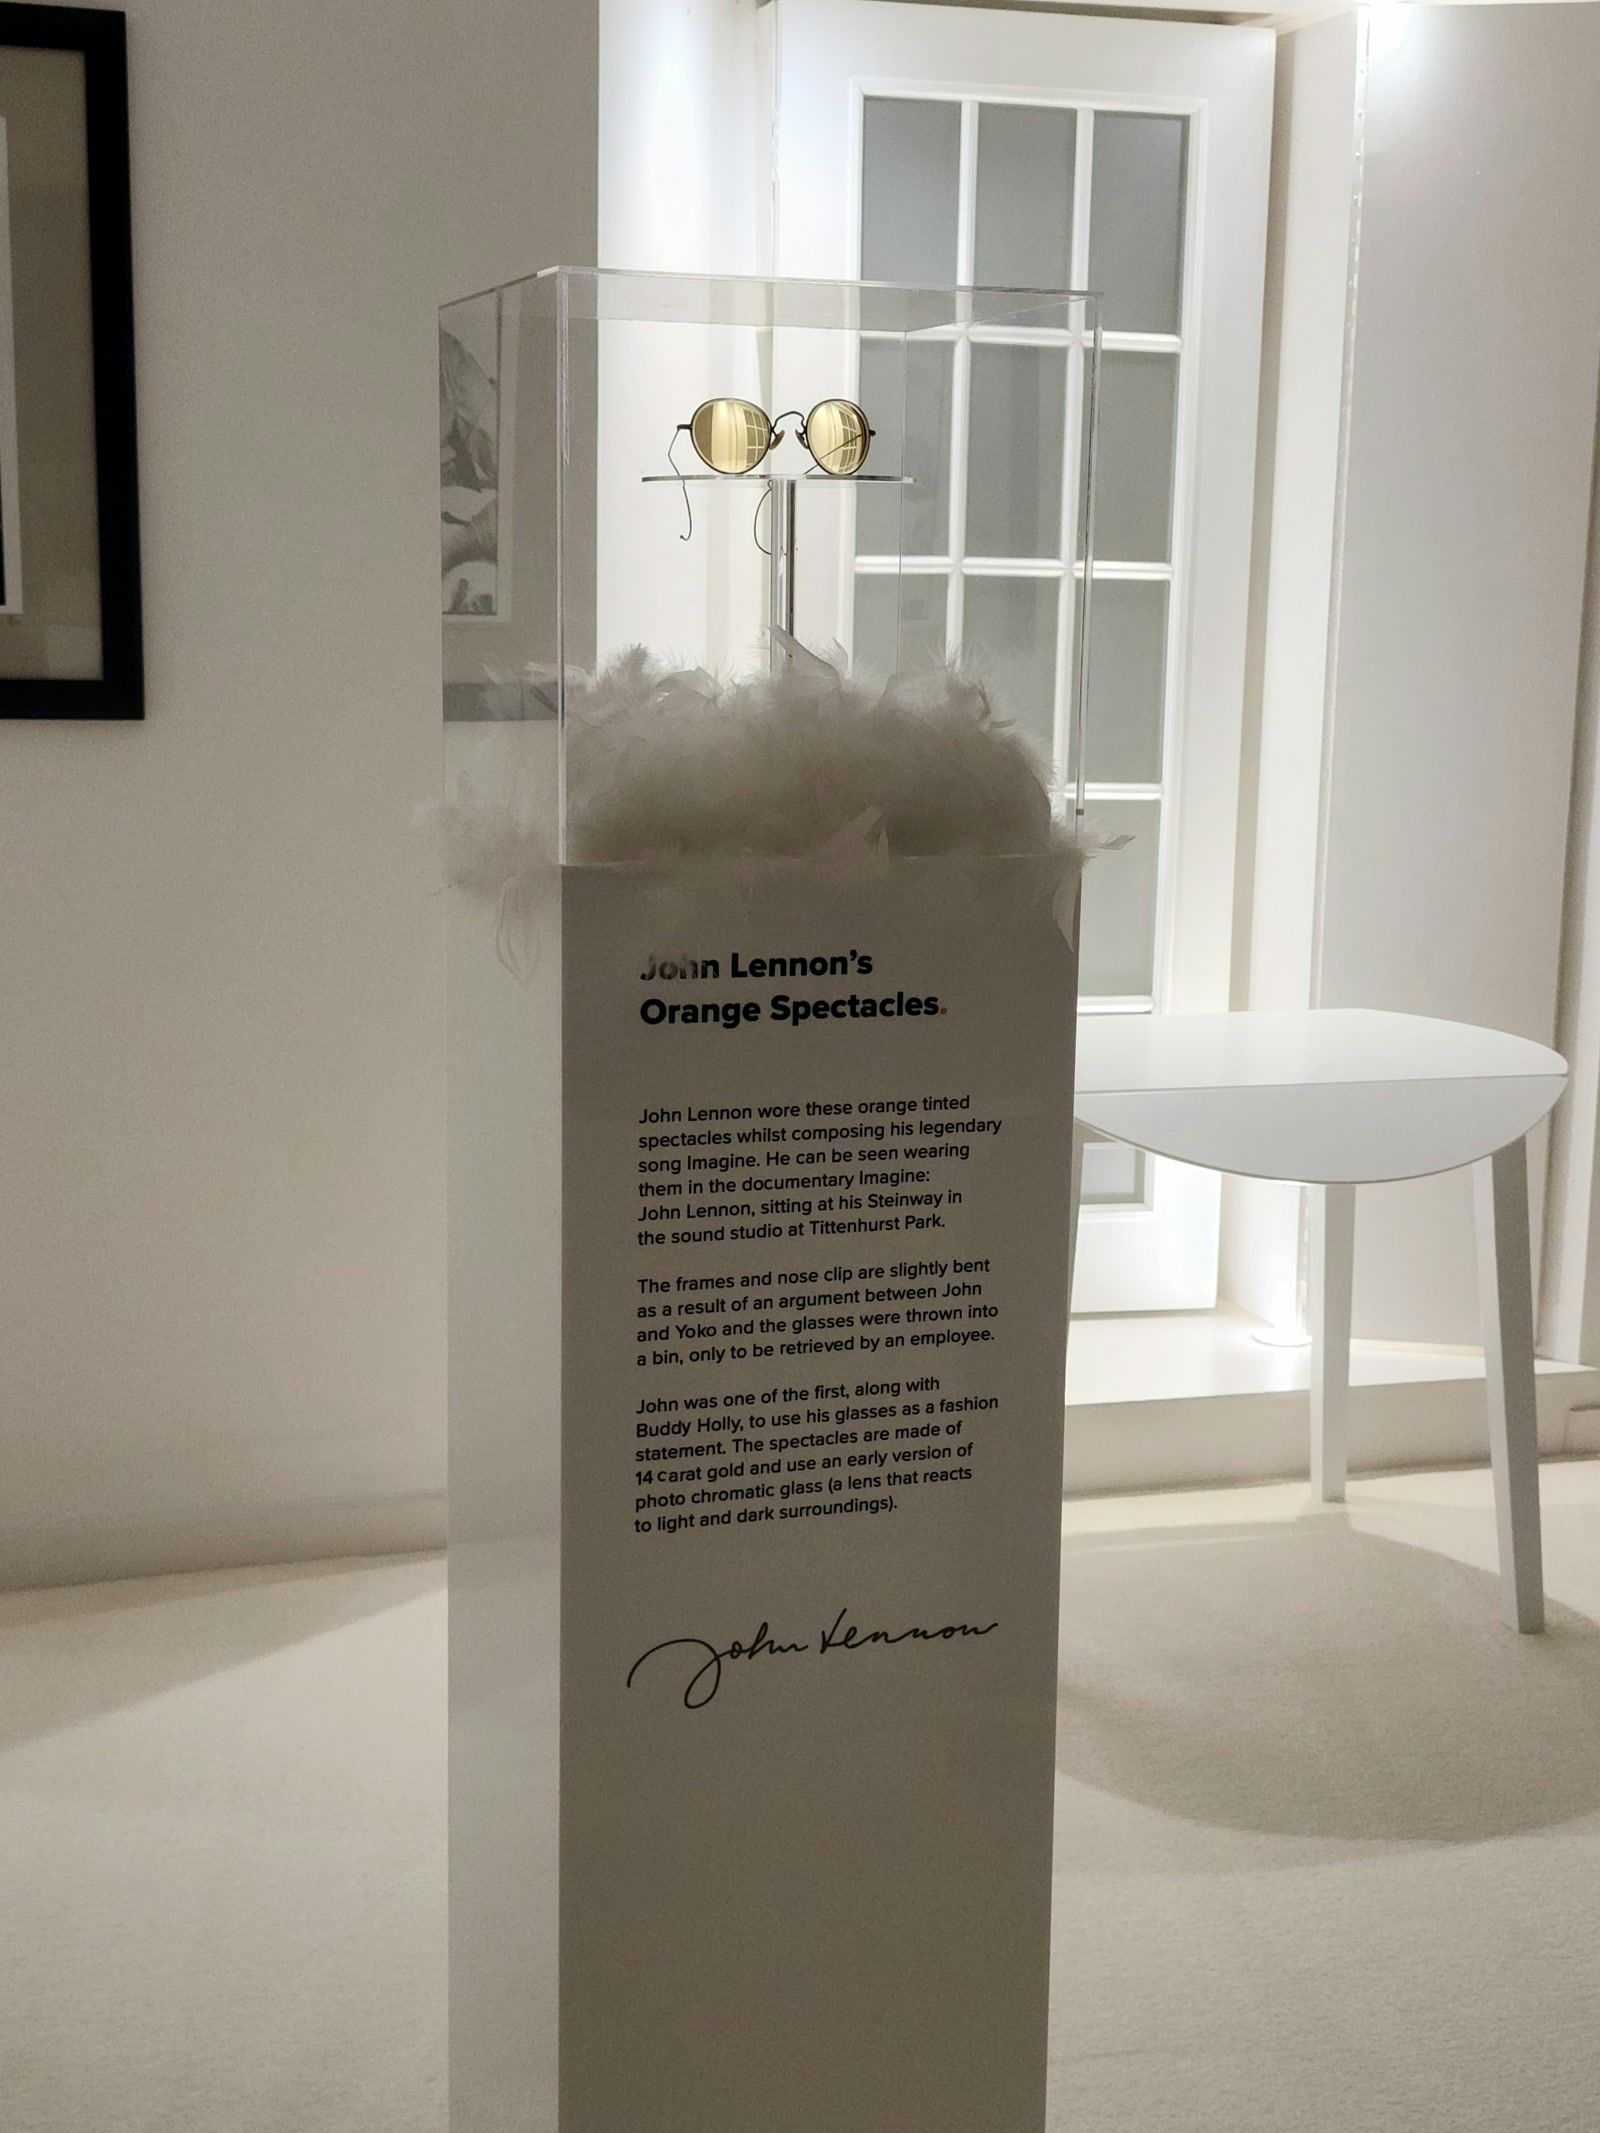 John Lennon's
Orange Spectacles.
John Lennon wore these orange tinted
spectacles whilst composing his legendary
song Imagine. He can be seen wearing
them in the documentary Imagine:
John Lennon, sitting at his Steinway in
the sound studio at Tittenhurst Park.
The frames and nose clip are slightly bent
as a result of an argument between John
and Yoko and the glasses were thrown into
a bin, only to be retrieved by an employee.
John was one of the first, along with
Buddy Holly, to use his glasses as a fashion
statement. The spectacles are made of
14 carat gold and use an early version of
photo chromatic glass (a lens that reacts
to light and dark surroundings).
John Lennon